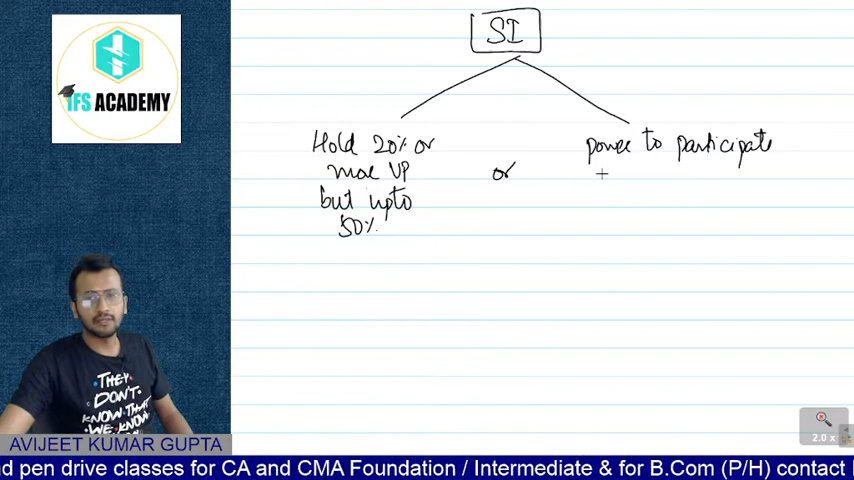 IFS ACADEMY
SI
Hold 20% or
more VP
but upto
50%
or
power to participate
+
THEY
DON'T
KNOW THAT
WE KNOW
2.0 x
AVIJEET KUMAR GUPTA
nd pen drive classes for CA and CMA Foundation / Intermediate & for B.Com (P/H) contact